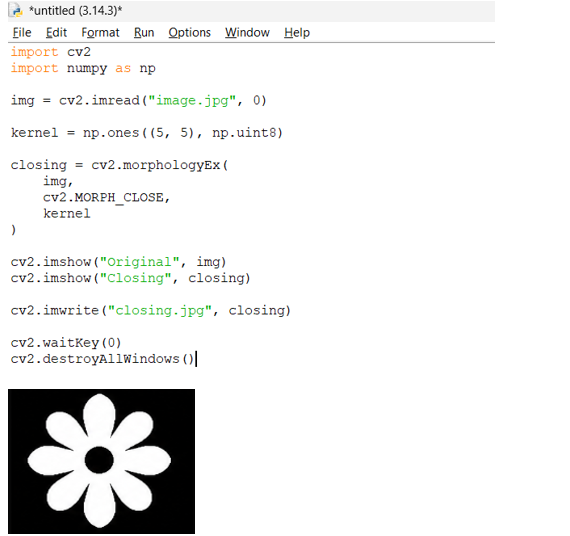 *untitled (3.14.3)*
File Edit Format Run Options Window Help
import cv2
import numpy as np
img = cv2.imread("image.jpg", 0)
kernel = np.ones((5, 5), np.uint8)
closing = cv2.morphologyEx(
    img,
    cv2.MORPH_CLOSE,
    kernel
)
cv2.imshow("Original", img)
cv2.imshow("Closing", closing)
cv2.imwrite("closing.jpg", closing)
cv2.waitKey(0)
cv2.destroyAllWindows()